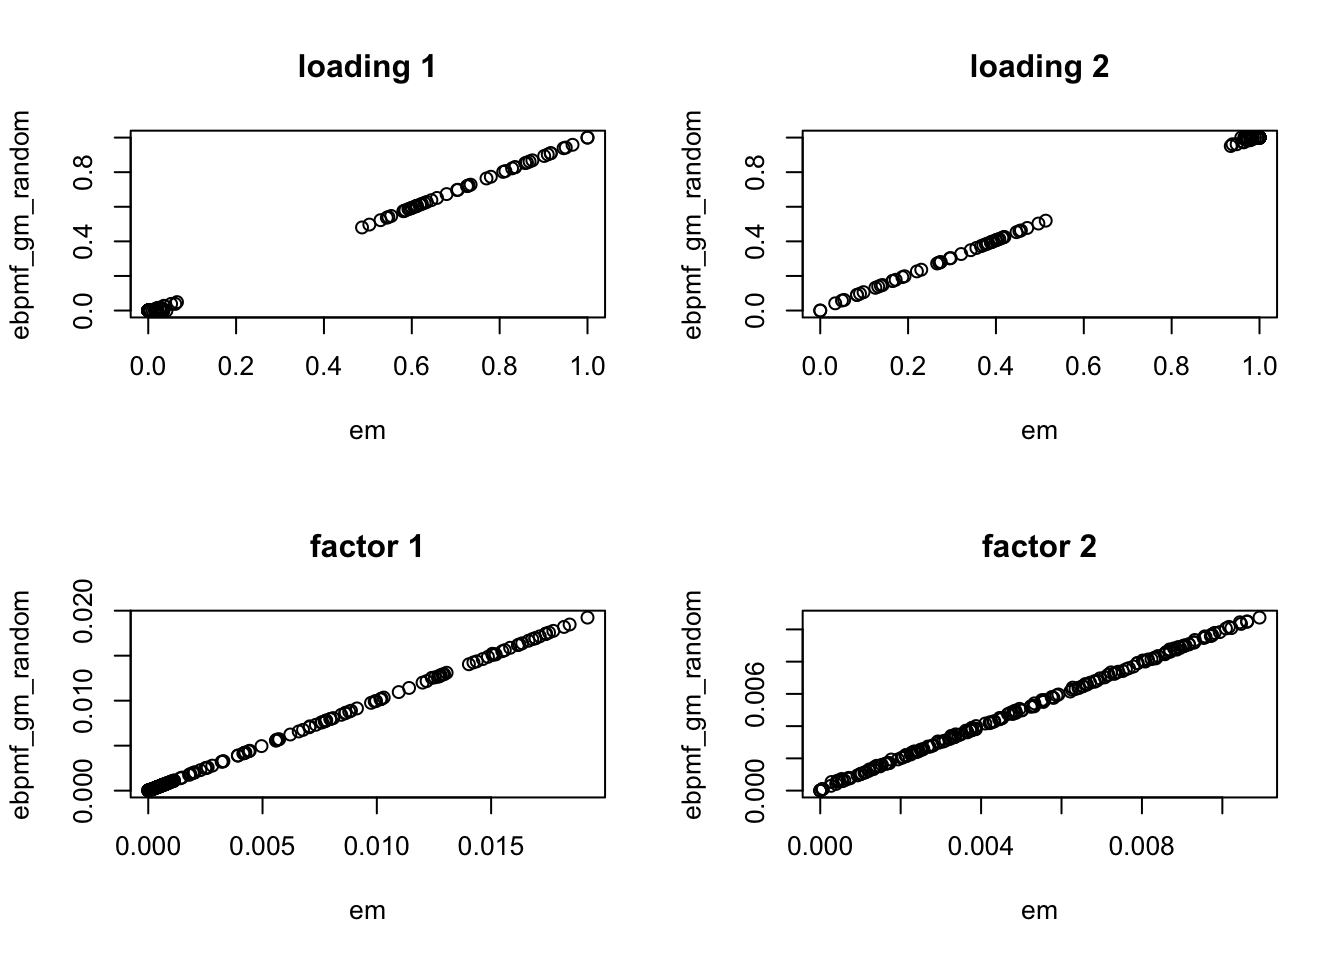 loading 1
ebpmf_gm_random
0.0 0.4 0.8
0.0 0.2 0.4 0.6 0.8 1.0
em
loading 2
ebpmf_gm_random
0.0 0.4 0.8
0.0 0.2 0.4 0.6 0.8 1.0
em
factor 1
ebpmf_gm_random
0.000 0.010 0.020
0.000 0.005 0.010 0.015
em
factor 2
ebpmf_gm_random
0.000 0.006
0.000 0.004 0.008
em